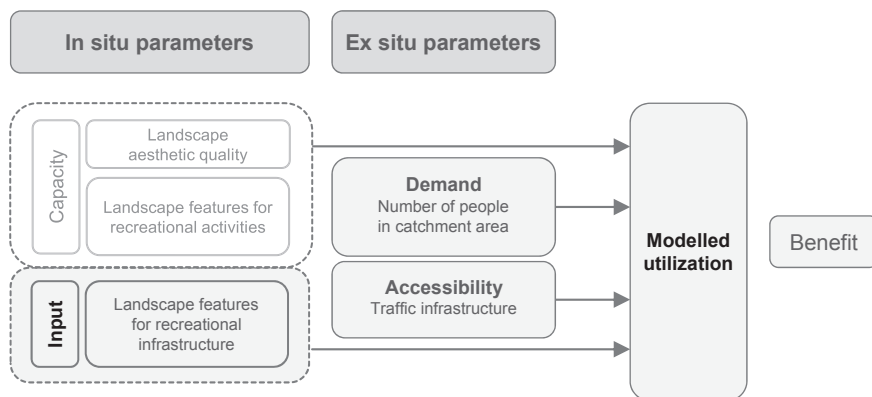 In situ parameters
Ex situ parameters
Capacity
Landscape
aesthetic quality
Landscape features for
recreational activities
Input
Landscape features
for recreational
infrastructure
Demand
Number of people
in catchment area
Accessibility
Traffic infrastructure
Modelled
utilization
Benefit